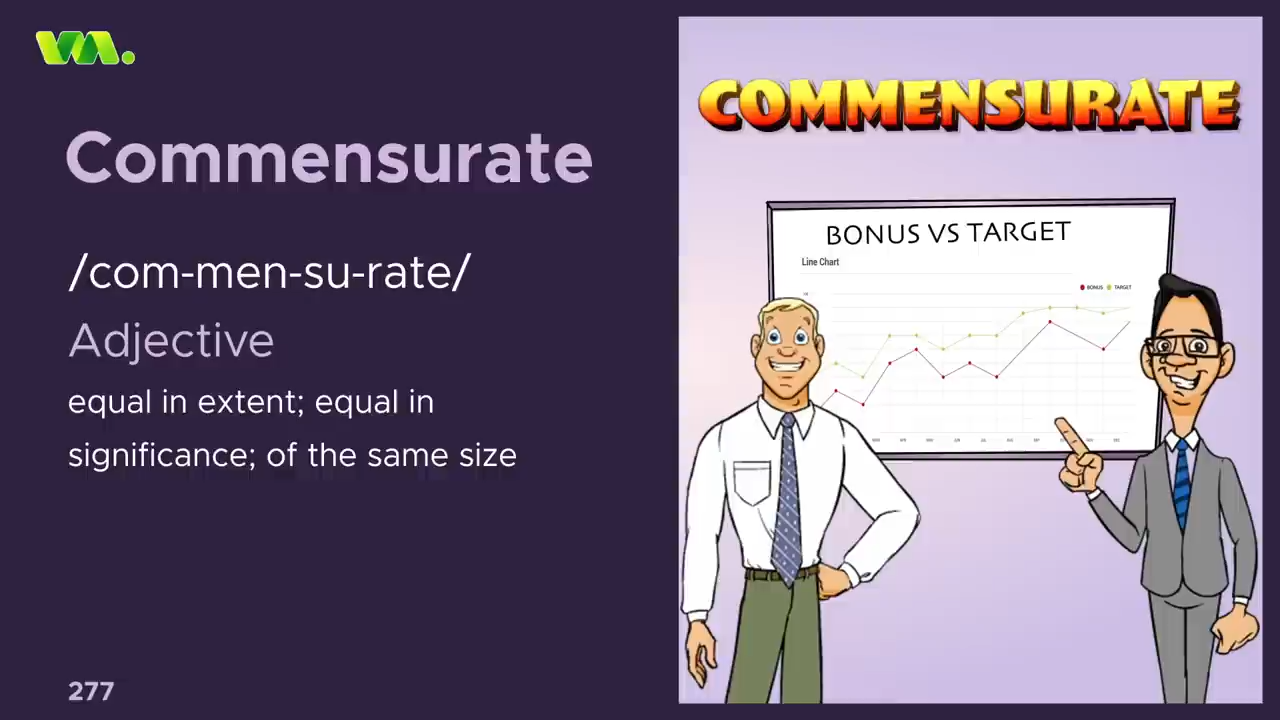 VA.
Commensurate
/com-men-su-rate/
Adjective
equal in extent; equal in
significance; of the same size
277
COMMENSURATE
BONUS VS TARGET
Line Chart
BONUS TARGET